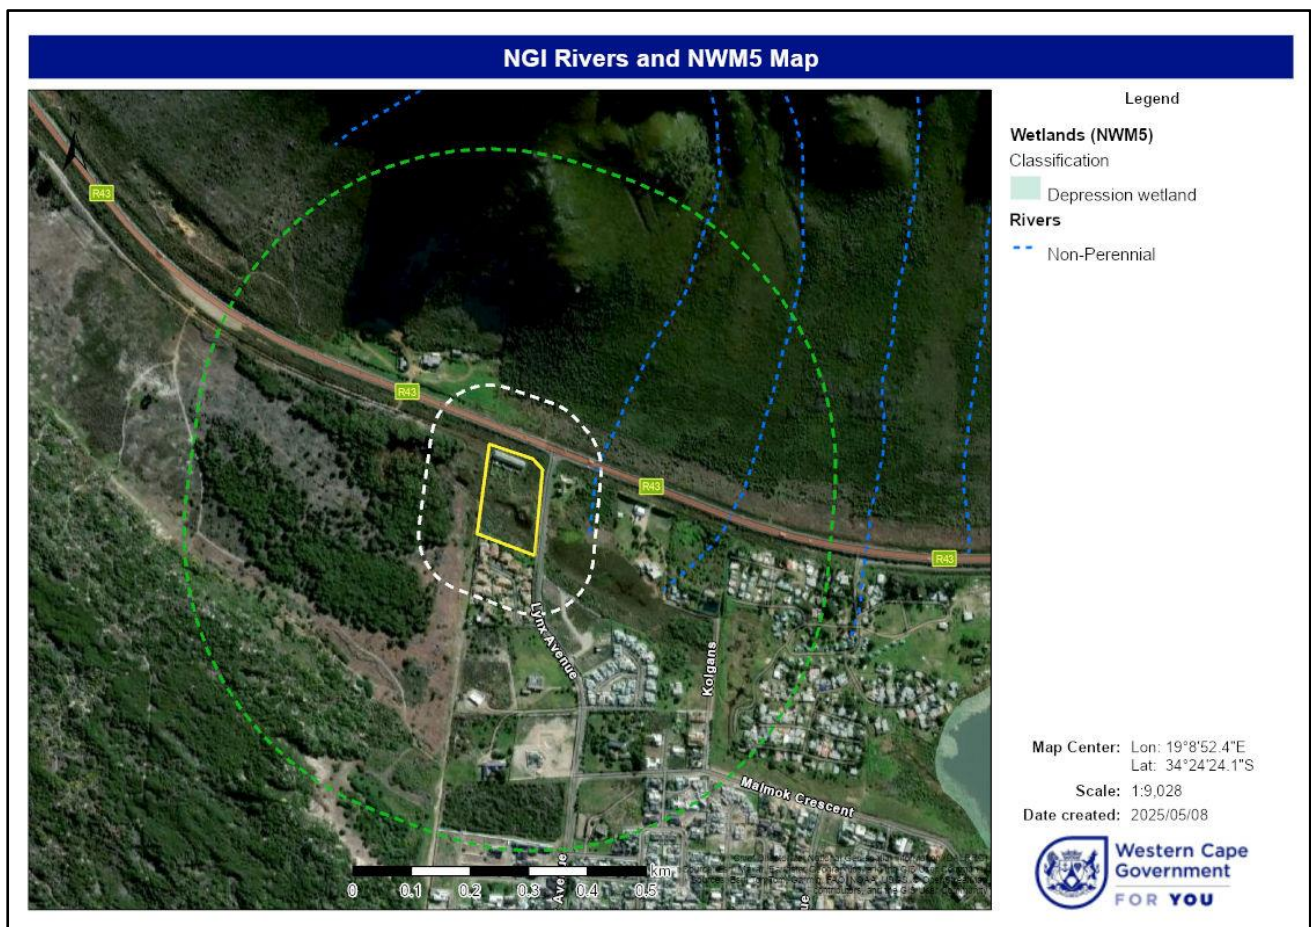 NGI Rivers and NWM5 Map
Legend
Wetlands (NWM5)
Classification
Depression wetland
Rivers
Non-Perennial
N
R43
R43
R43
R43
Lynx Avenue
Kolgans
Malmok Crescent
Avenue
0 0.1 0.2 0.3 0.4 0.5 km
Map Center: Lon: 19°8'52.4"E
Lat: 34°24'24.1"S
Scale: 1:9,028
Date created: 2025/05/08
Western Cape
Government
FOR YOU